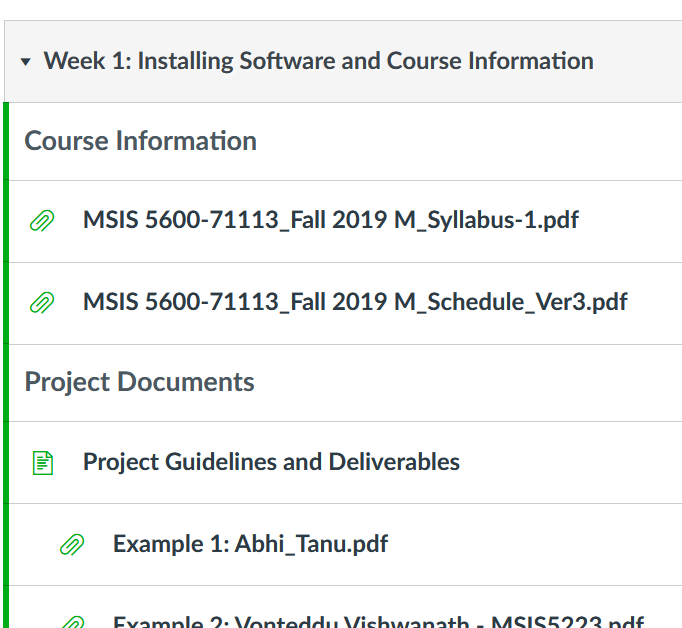 Week 1: Installing Software and Course Information
Course Information
MSIS 5600-71113_Fall 2019 M_Syllabus-1.pdf
MSIS 5600-71113_Fall 2019 M_Schedule_Ver3.pdf
Project Documents
Project Guidelines and Deliverables
Example 1: Abhi_Tanu.pdf
Example 2: Vonteddu Vishwanath - MSIS5223.pdf